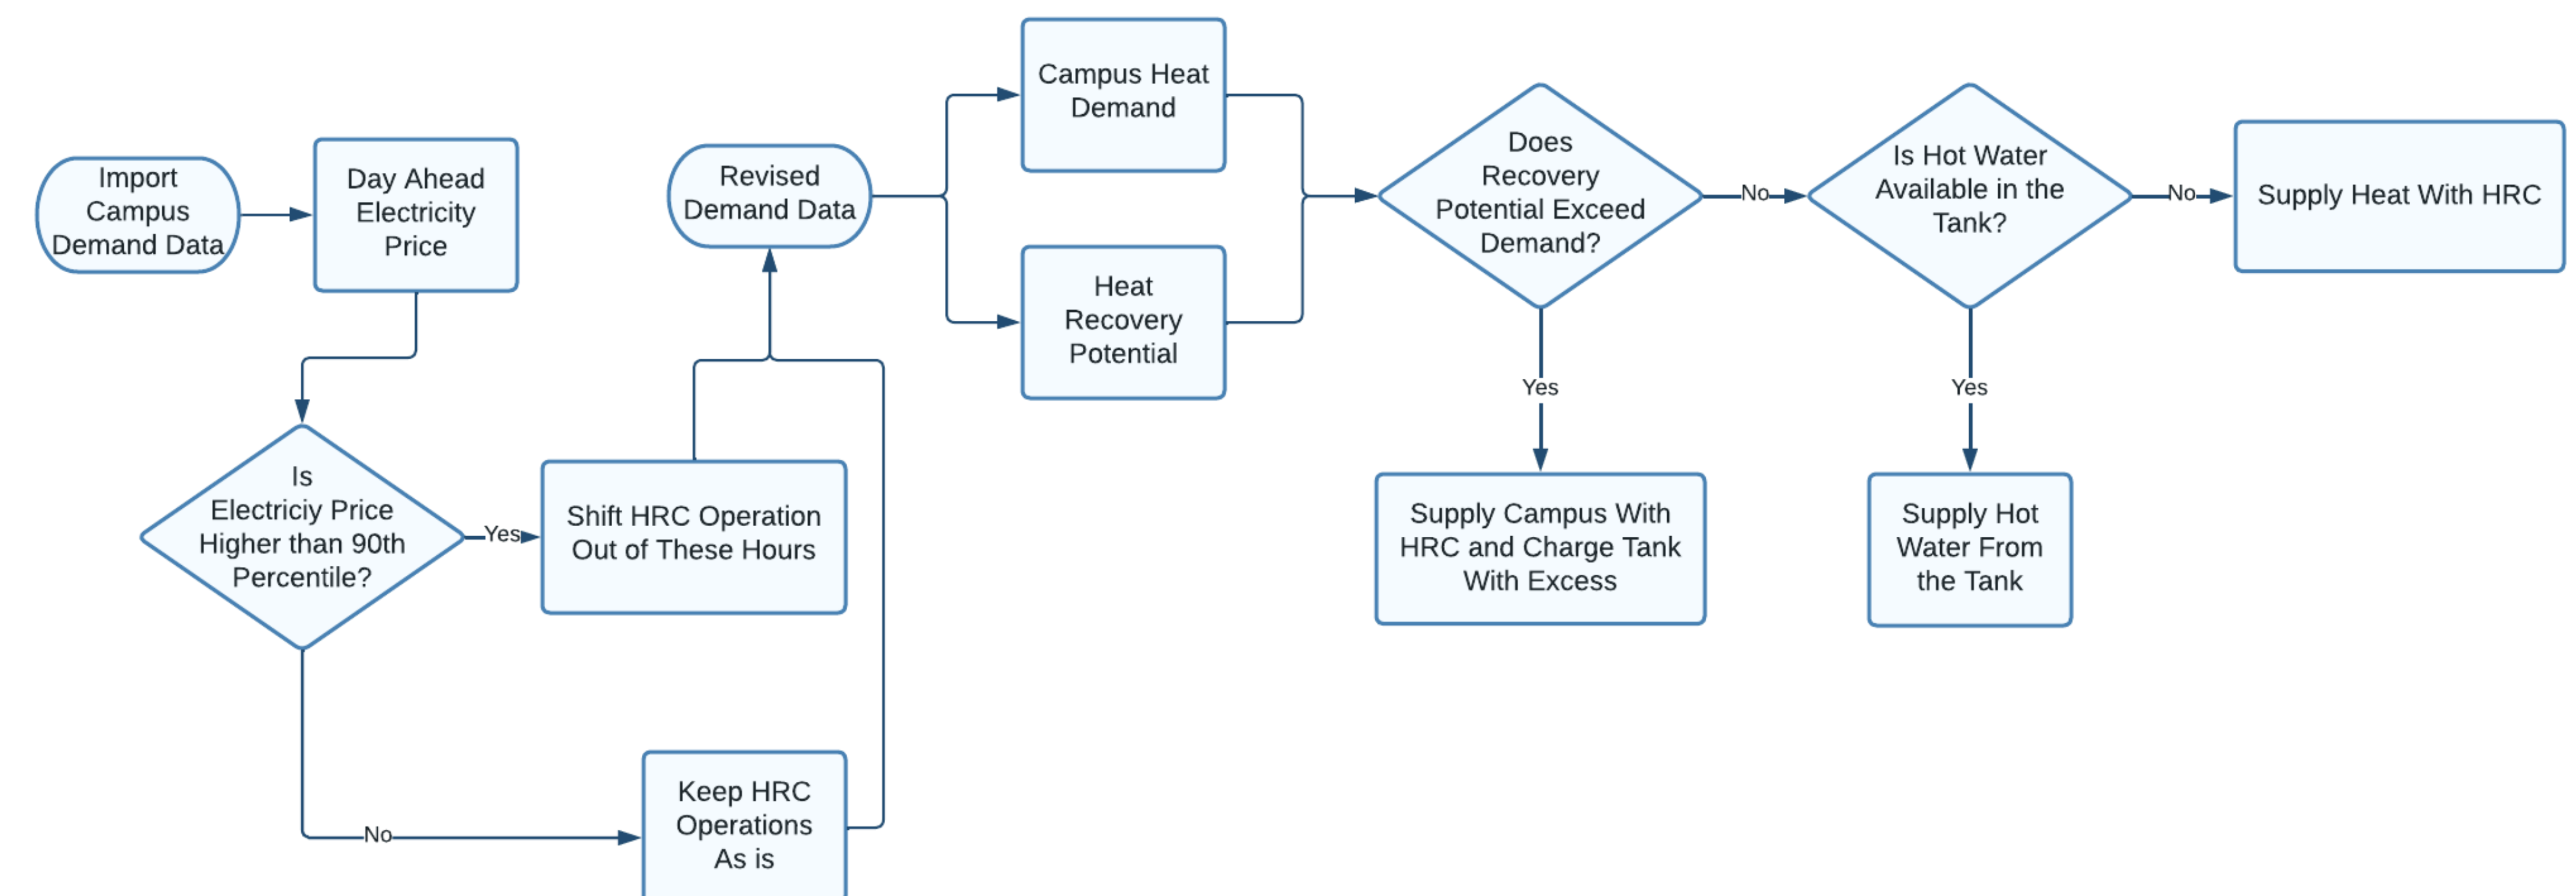 Import
Campus
Demand Data
Day Ahead
Electricity
Price
Is
Electriciy Price
Higher than 90th
Percentile?
Yes
Shift HRC Operation
Out of These Hours
No
Keep HRC
Operations
As is
Revised
Demand Data
Campus Heat
Demand
Heat
Recovery
Potential
Does
Recovery
Potential Exceed
Demand?
Yes
Supply Campus With
HRC and Charge Tank
With Excess
No
Is Hot Water
Available in the
Tank?
Yes
Supply Hot
Water From
the Tank
No
Supply Heat With HRC